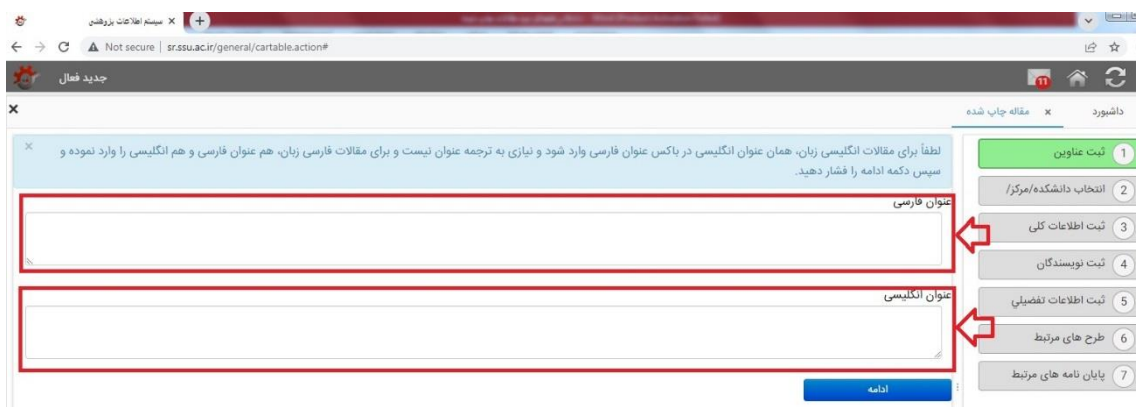 سیستم اطلاعات پژوهشی
Not secure | sr.ssu.ac.ir/general/cartable.action#
جدید فعال
11
داشبورد
مقاله چاپ شده
لطفاً برای مقالات انگلیسی زبان، همان عنوان انگلیسی در باکس عنوان فارسی وارد شود و نیازی به ترجمه عنوان نیست و برای مقالات فارسی زبان، هم عنوان فارسی و هم انگلیسی را وارد نموده و
سپس دکمه ادامه را فشار دهید.
1 ثبت عناوین
2 انتخاب دانشکده/مرکز/
3 ثبت اطلاعات کلی
4 ثبت نویسندگان
5 ثبت اطلاعات تفضیلي
6 طرح های مرتبط
7 پایان نامه های مرتبط
عنوان فارسی
عنوان انگلیسی
ادامه